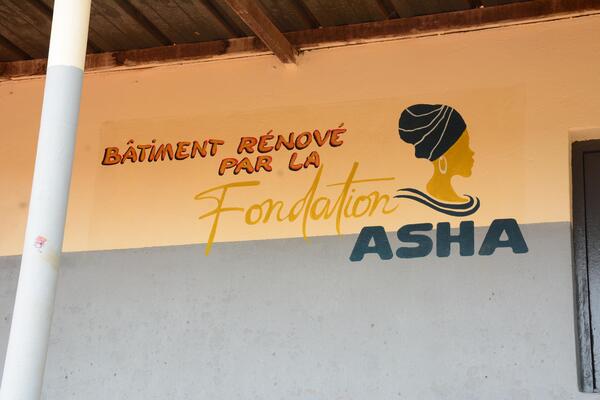 BÂTIMENT RÉNOVÉ
PAR LA
Fondation
ASHA